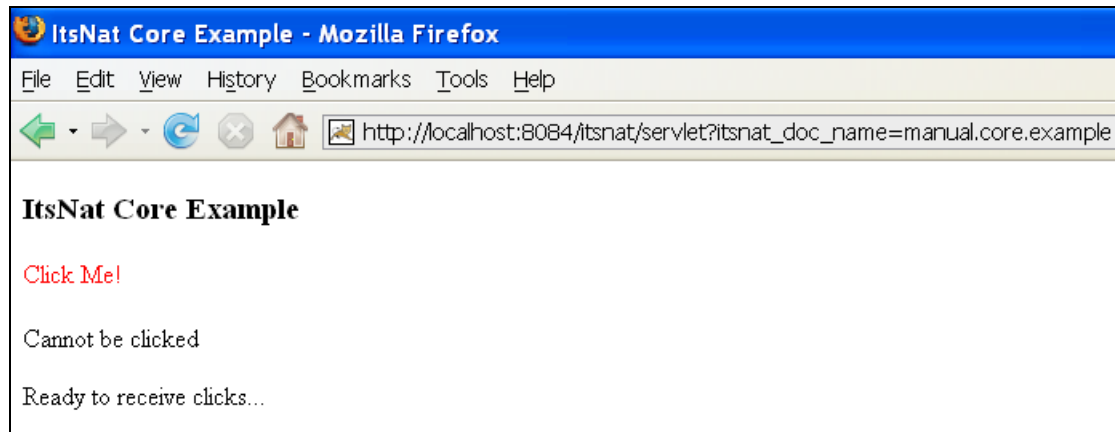 ItsNat Core Example - Mozilla Firefox
File Edit View History Bookmarks Tools Help
http://localhost:8084/itsnat/servlet?itsnat_doc_name=manual.core.example
ItsNat Core Example
Click Me!
Cannot be clicked
Ready to receive clicks...